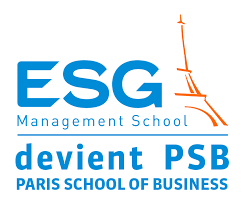 ESG
Management School
devient PSB
PARIS SCHOOL OF BUSINESS